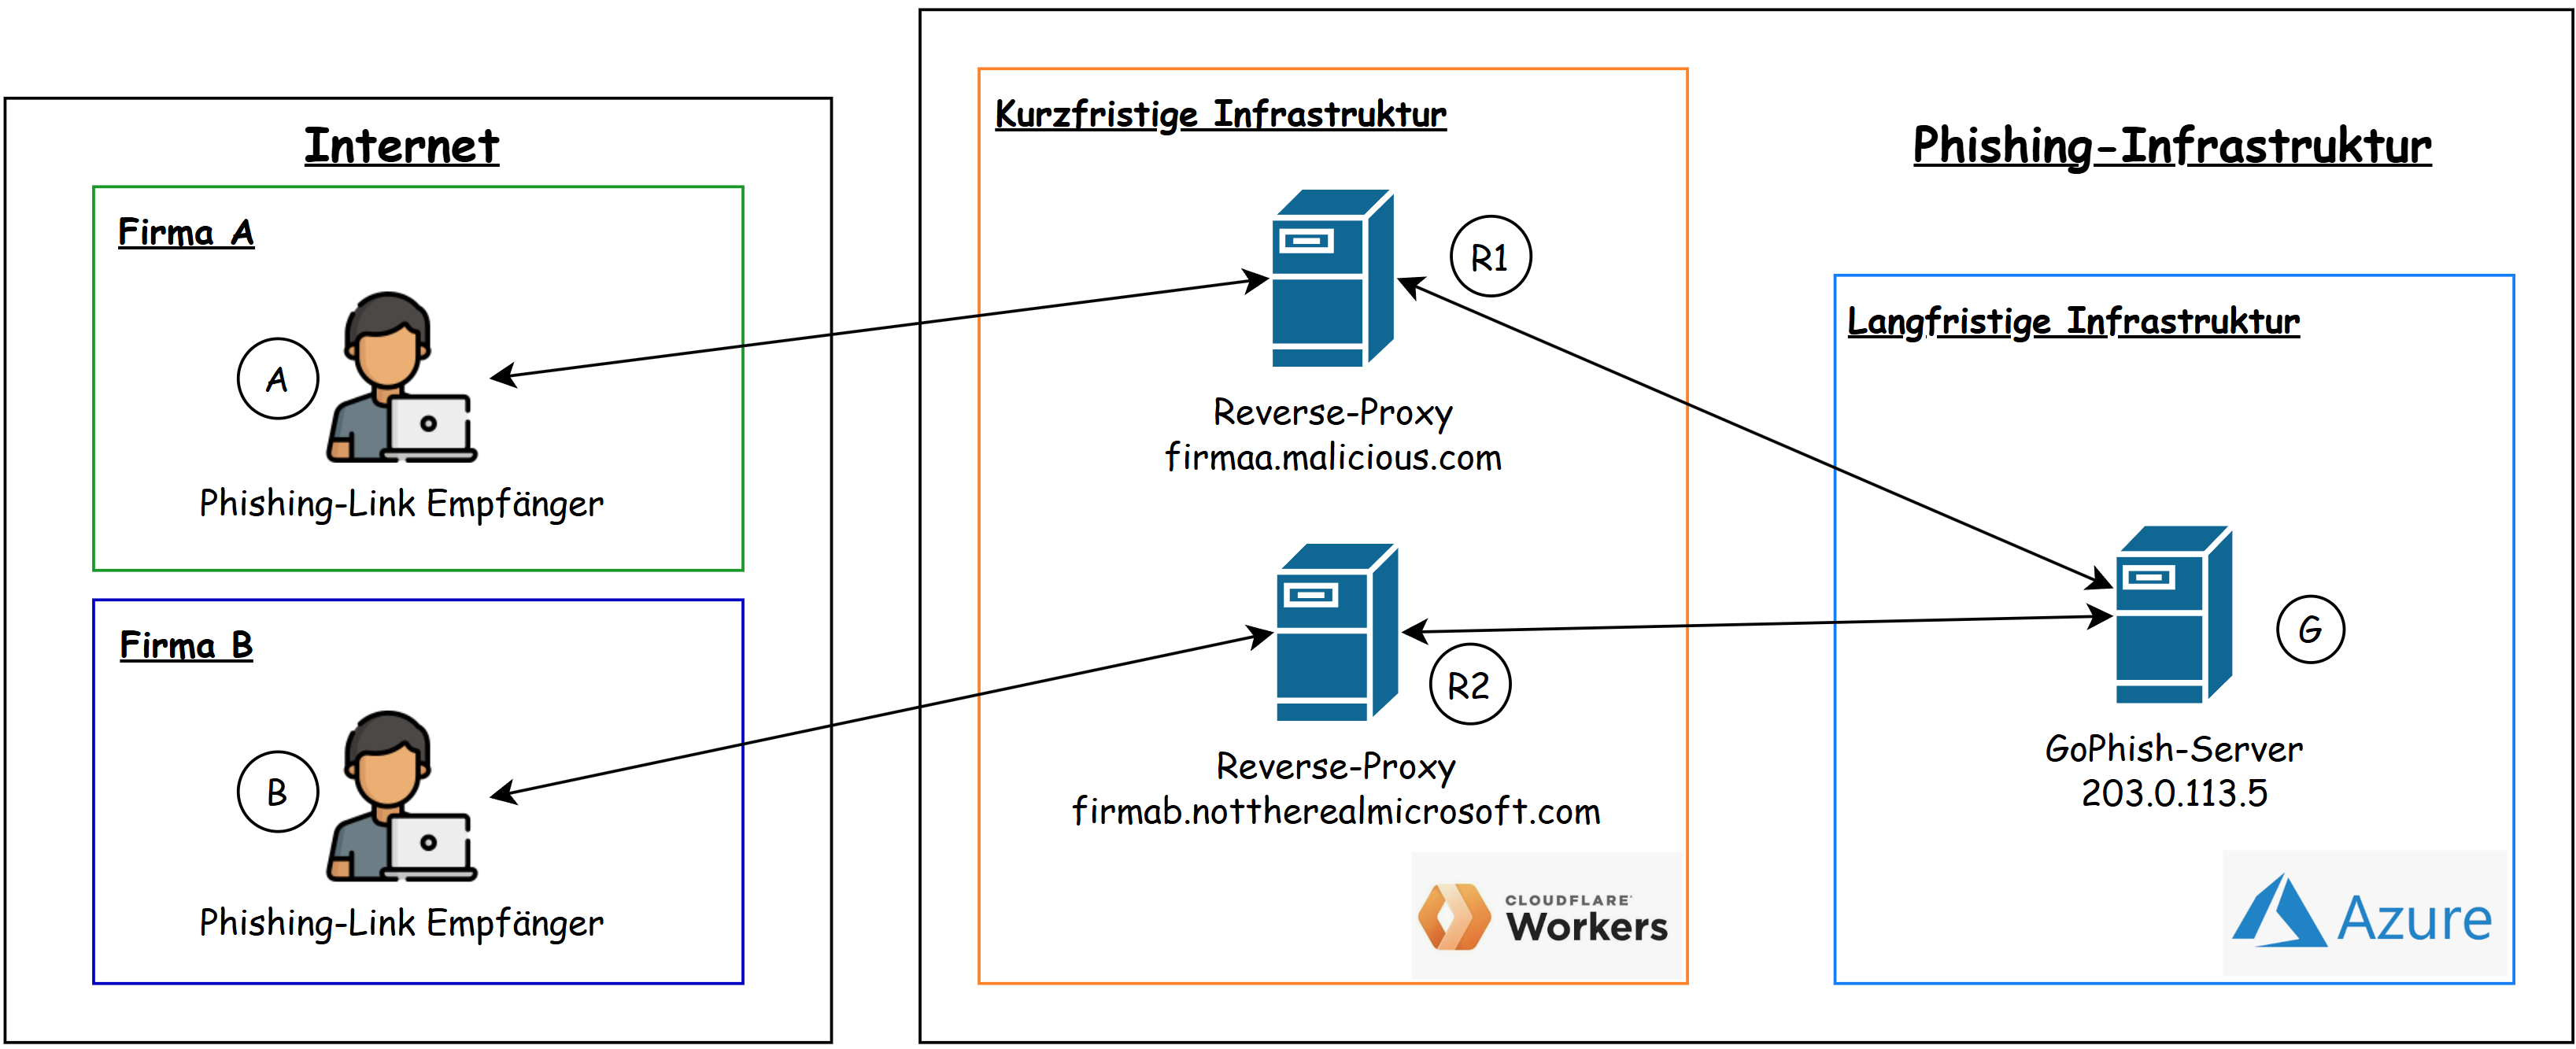 Internet
Firma A
A
Phishing-Link Empfänger
Firma B
B
Phishing-Link Empfänger
Phishing-Infrastruktur
Kurzfristige Infrastruktur
R1
Reverse-Proxy
firmaa.malicious.com
R2
Reverse-Proxy
firmab.nottherealmicrosoft.com
CLOUDFLARE
Workers
Langfristige Infrastruktur
G
GoPhish-Server
203.0.113.5
Azure